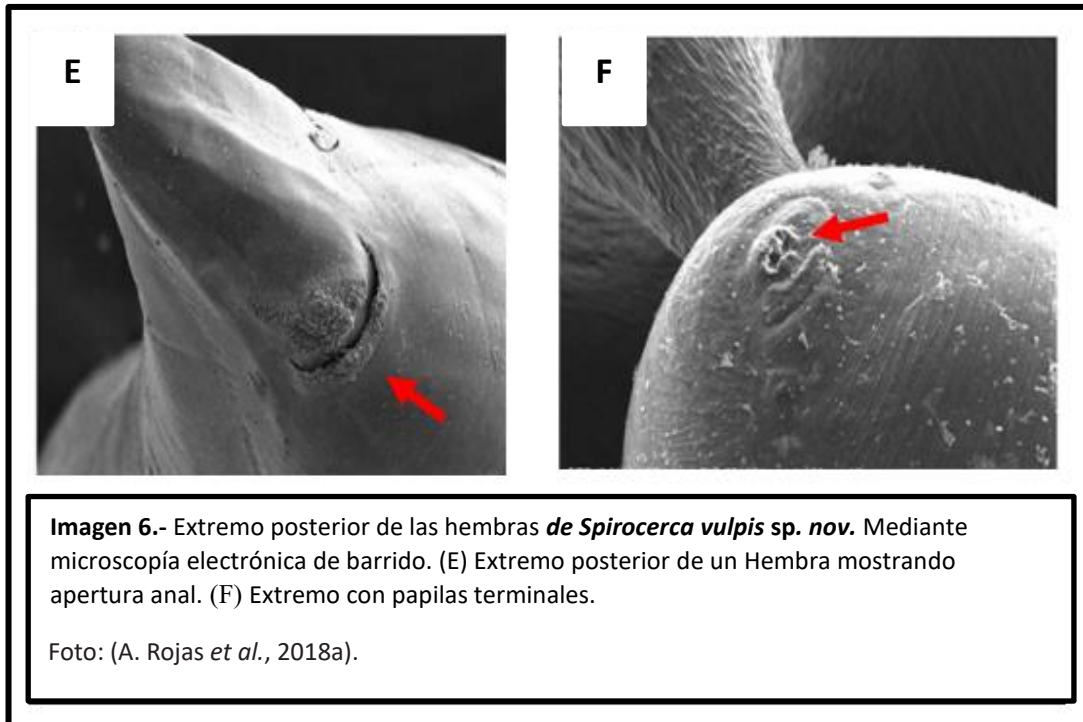 E
F
Imagen 6.- Extremo posterior de las hembras de Spirocerca vulpis sp. nov. Mediante
microscopía electrónica de barrido. (E) Extremo posterior de un Hembra mostrando
apertura anal. (F) Extremo con papilas terminales.
Foto: (A. Rojas et al., 2018a).